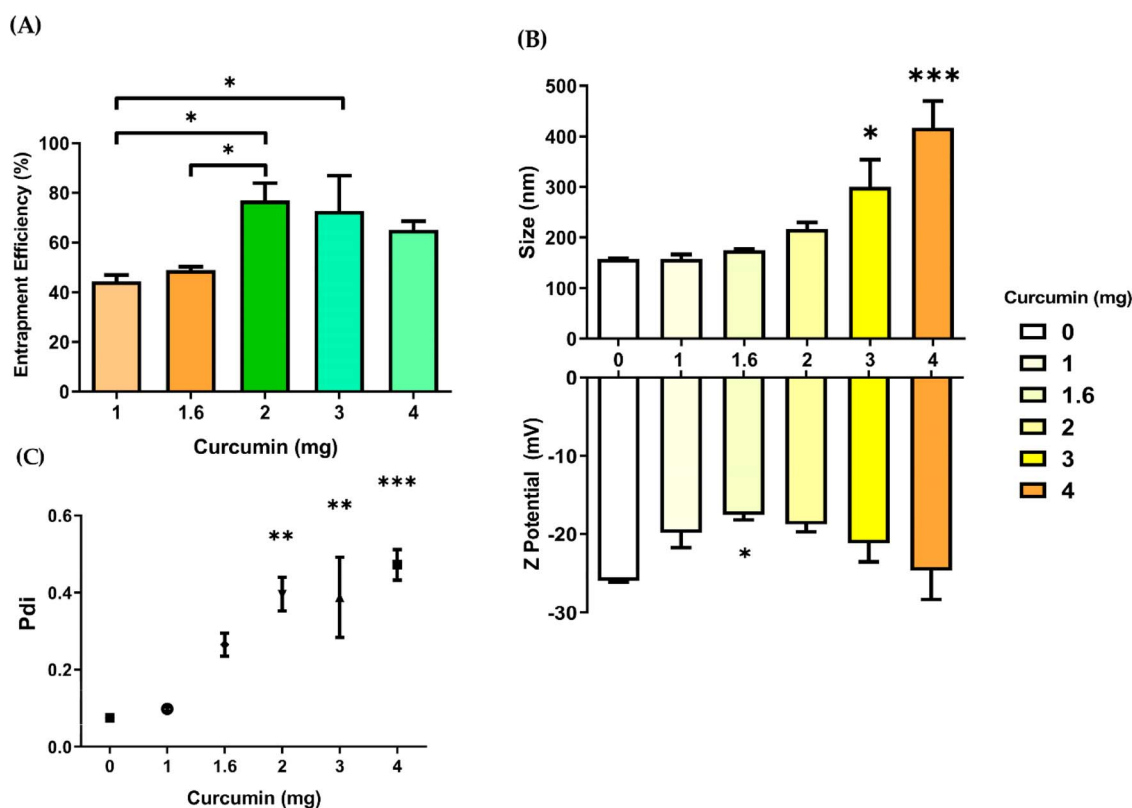 (A)
*
*
*
Entrapment Efficiency (%)
100
80
60
40
20
0
1 1.6 2 3 4
Curcumin (mg)
(B)
***
*
Size (nm)
500
400
300
200
100
0
0 1 1.6 2 3 4
Z Potential (mV)
0
-10
-20
-30
*
Curcumin (mg)
0
1
1.6
2
3
4
(C)
***
**
**
Pdi
0.6
0.4
0.2
0.0
0 1 1.6 2 3 4
Curcumin (mg)